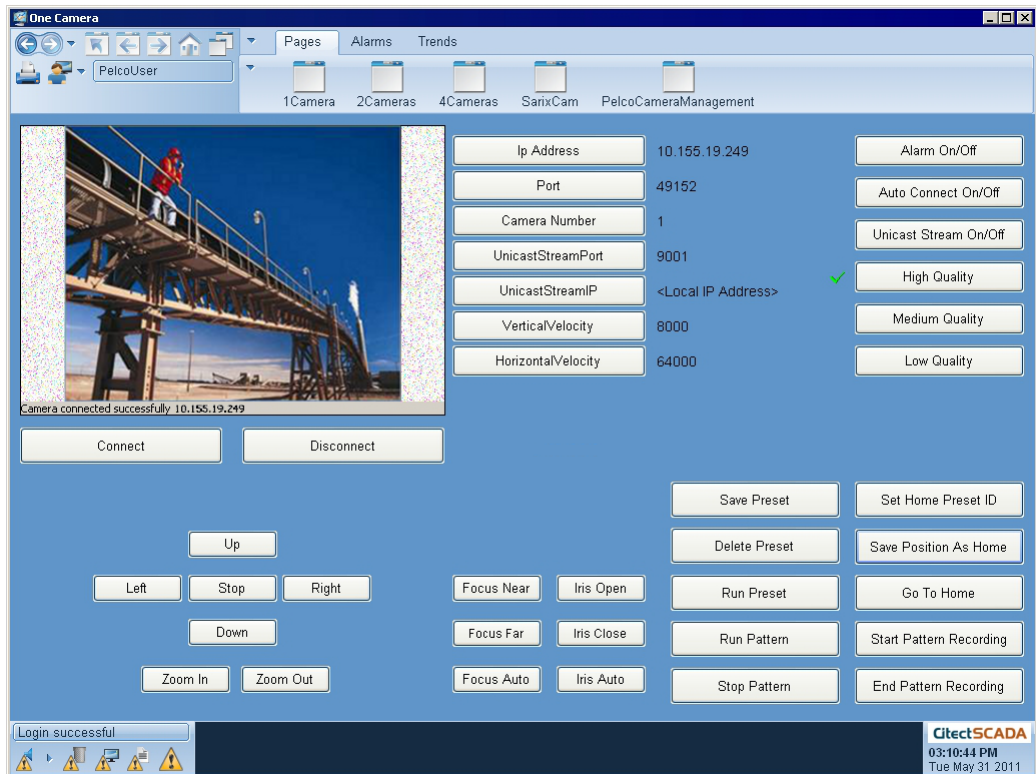 One Camera
Pages Alarms Trends
PelcoUser
1Camera 2Cameras 4Cameras SarixCam PelcoCameraManagement
Ip Address 10.155.19.249 Alarm On/Off
Port 49152 Auto Connect On/Off
Camera Number 1
Unicast Stream On/Off
UnicastStreamPort 9001
High Quality
UnicastStreamIP <Local IP Address>
VerticalVelocity 8000 Medium Quality
HorizontalVelocity 64000 Low Quality
Camera connected successfully 10.155.19.249
Connect Disconnect
Save Preset Set Home Preset ID
Up Delete Preset Save Position As Home
Left Stop Right Focus Near Iris Open Run Preset Go To Home
Down Focus Far Iris Close Run Pattern Start Pattern Recording
Zoom In Zoom Out Focus Auto Iris Auto Stop Pattern End Pattern Recording
Login successful
CitectSCADA
03:10:44 PM
Tue May 31 2011